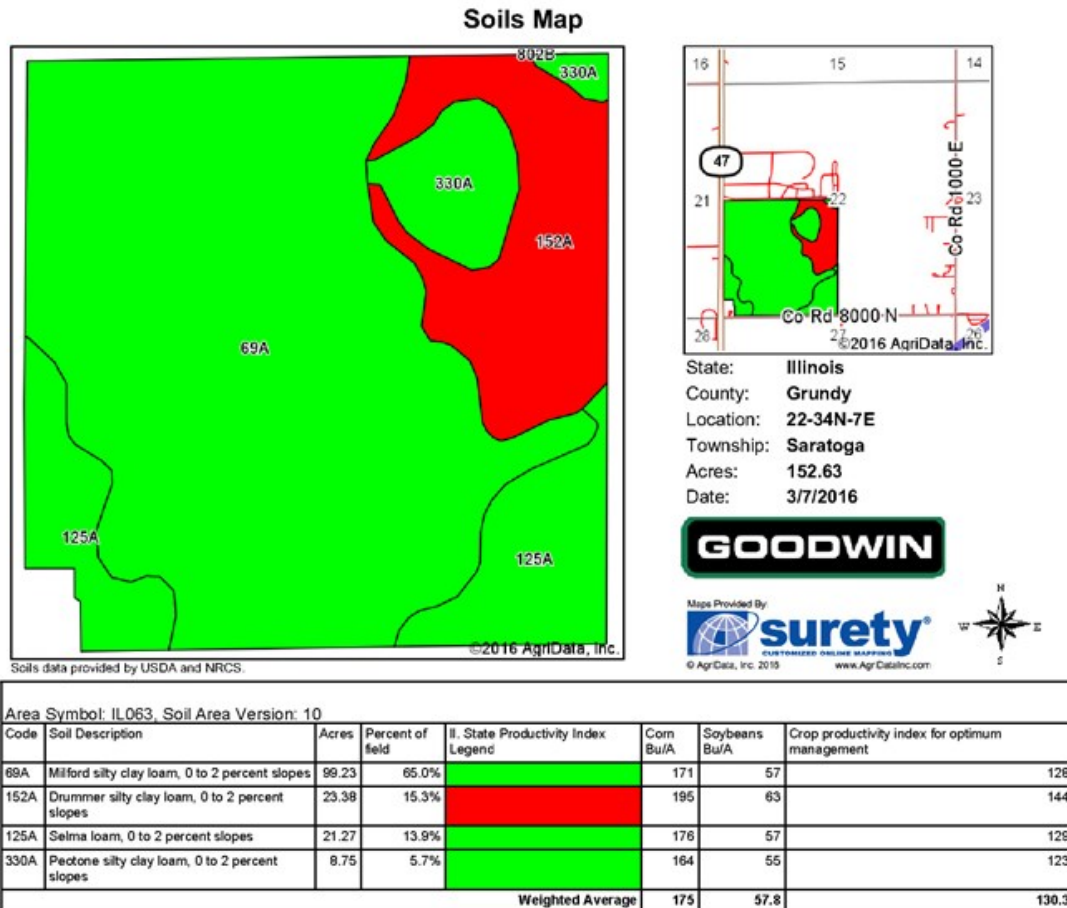 Soils Map
802B
330A
330A
152A
69A
125A
125A
©2016 AgriData, Inc.
Soils data provided by USDA and NRCS.
16 15 14
47
21 22 23
Co Rd 1000 E
Co Rd 8000 N
28 27 26
©2016 AgriData, Inc.
State: Illinois
County: Grundy
Location: 22-34N-7E
Township: Saratoga
Acres: 152.63
Date: 3/7/2016
GOODWIN
Maps Provided By
surety®
CUSTOMIZED ONLINE MAPPING
© AgriData, Inc. 2015 www.AgriDataInc.com
N
W E
S
Area Symbol: IL063, Soil Area Version: 10
Code Soil Description Acres Percent of field II. State Productivity Index Legend Corn Bu/A Soybeans Bu/A Crop productivity index for optimum management
69A Milford silty clay loam, 0 to 2 percent slopes 99.23 65.0% 171 57 128
152A Drummer silty clay loam, 0 to 2 percent slopes 23.38 15.3% 195 63 144
125A Selma loam, 0 to 2 percent slopes 21.27 13.9% 176 57 129
330A Peotone silty clay loam, 0 to 2 percent slopes 8.75 5.7% 164 55 123
Weighted Average 175 57.8 130.3